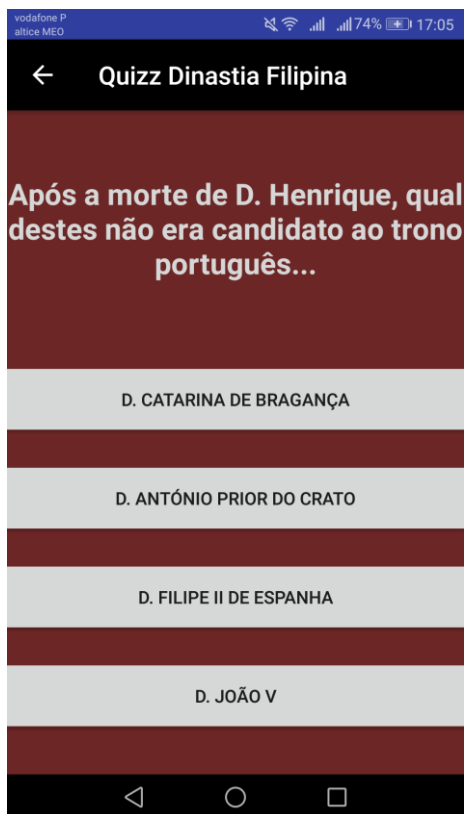 vodafone P
altice MEO
74% 17:05
Quizz Dinastia Filipina
Após a morte de D. Henrique, qual
destes não era candidato ao trono
português...
D. CATARINA DE BRAGANÇA
D. ANTÓNIO PRIOR DO CRATO
D. FILIPE II DE ESPANHA
D. JOÃO V